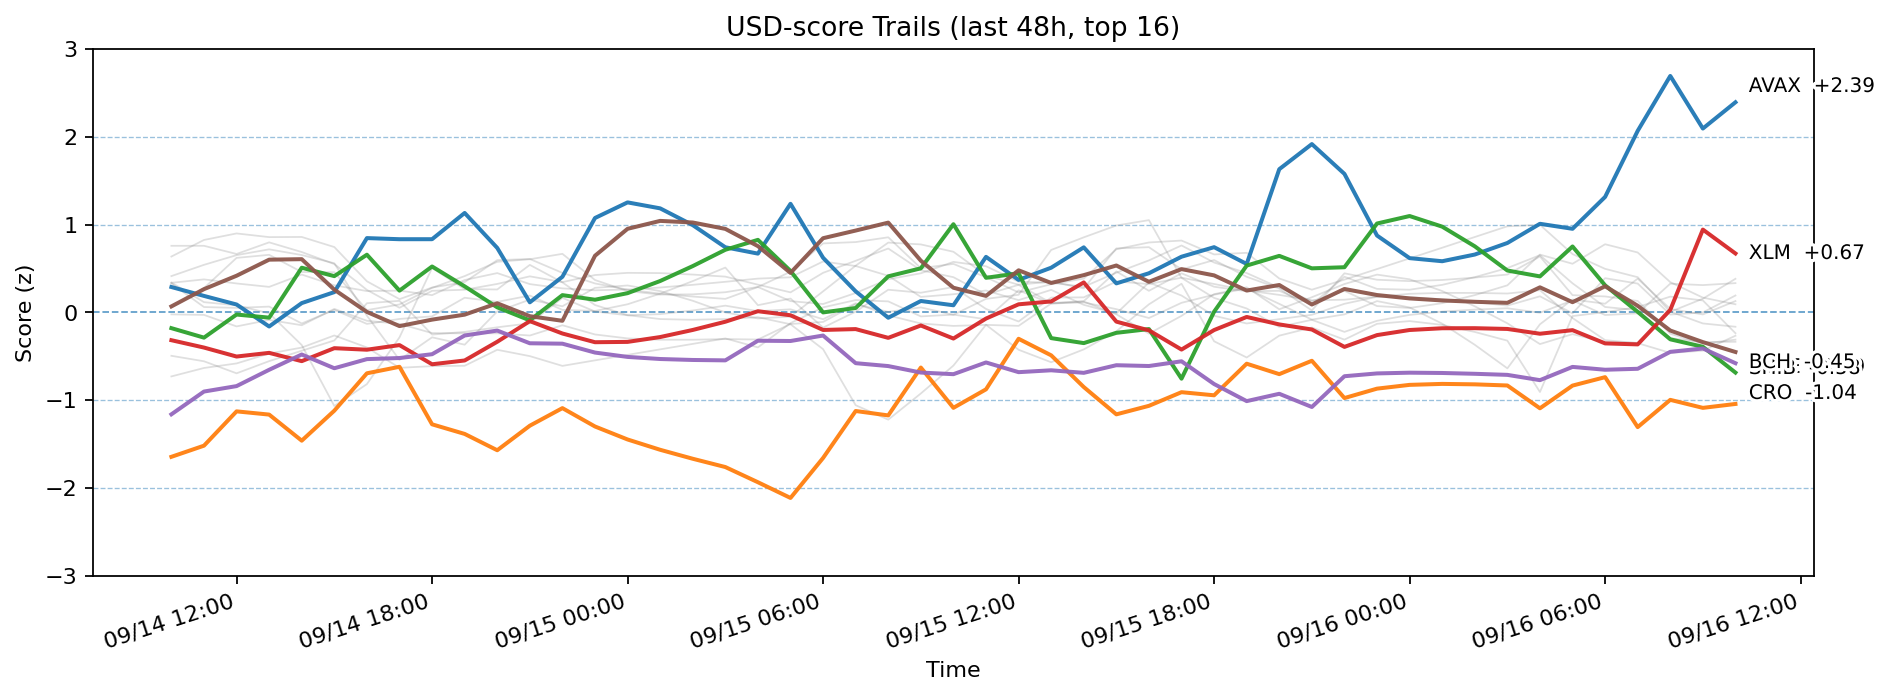 USD-score Trails (last 48h, top 16)
3
2
1
0
−1
−2
−3
Score (z)
AVAX +2.39
XLM +0.67
BCH -0.45
CRO -1.04
09/14 12:00
09/14 18:00
09/15 00:00
09/15 06:00
09/15 12:00
09/15 18:00
09/16 00:00
09/16 06:00
09/16 12:00
Time